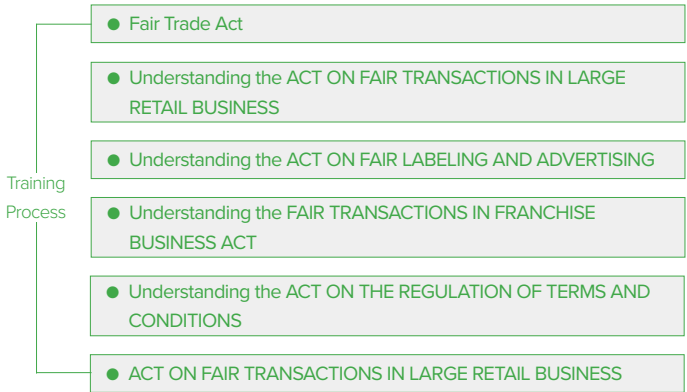 ● Fair Trade Act
● Understanding the ACT ON FAIR TRANSACTIONS IN LARGE
RETAIL BUSINESS
● Understanding the ACT ON FAIR LABELING AND ADVERTISING
Training
Process
● Understanding the FAIR TRANSACTIONS IN FRANCHISE
BUSINESS ACT
● Understanding the ACT ON THE REGULATION OF TERMS AND
CONDITIONS
● ACT ON FAIR TRANSACTIONS IN LARGE RETAIL BUSINESS